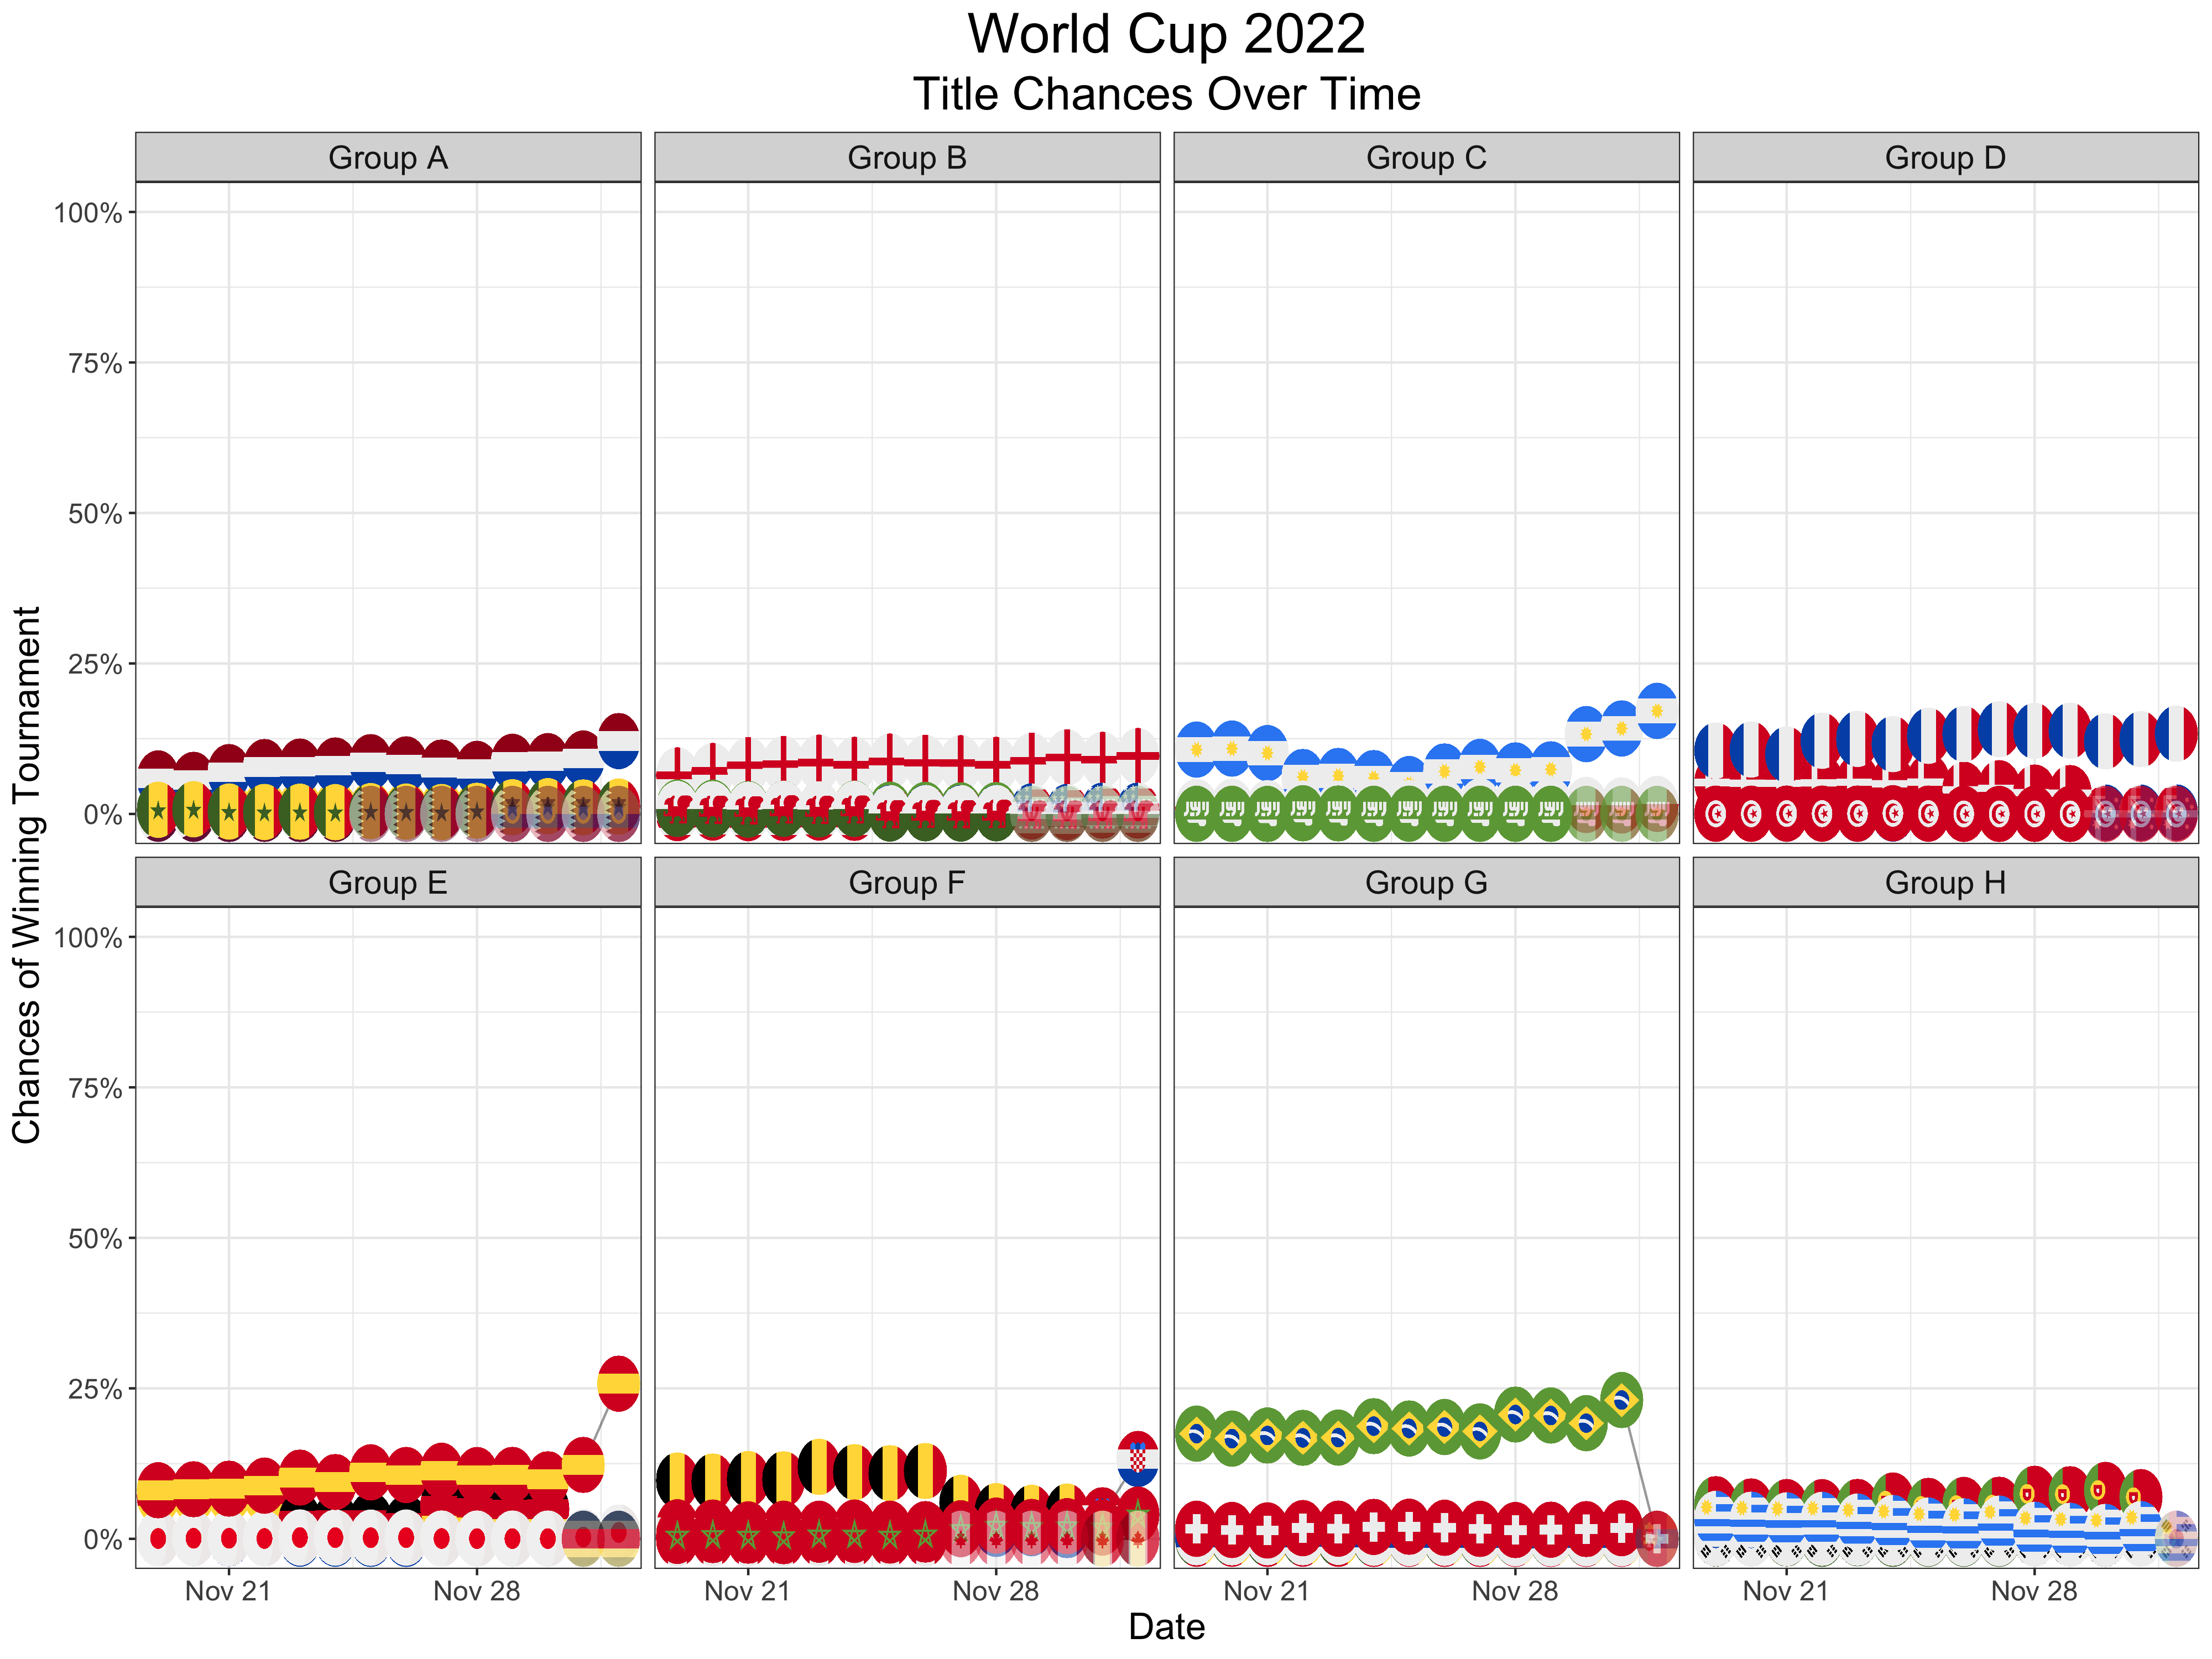 World Cup 2022
Title Chances Over Time
Group A
Group B
Group C
Group D
100%
75%
50%
25%
0%
Group E
Group F
Group G
Group H
100%
75%
50%
25%
0%
Nov 21
Nov 28
Nov 21
Nov 28
Nov 21
Nov 28
Nov 21
Nov 28
Date
Chances of Winning Tournament